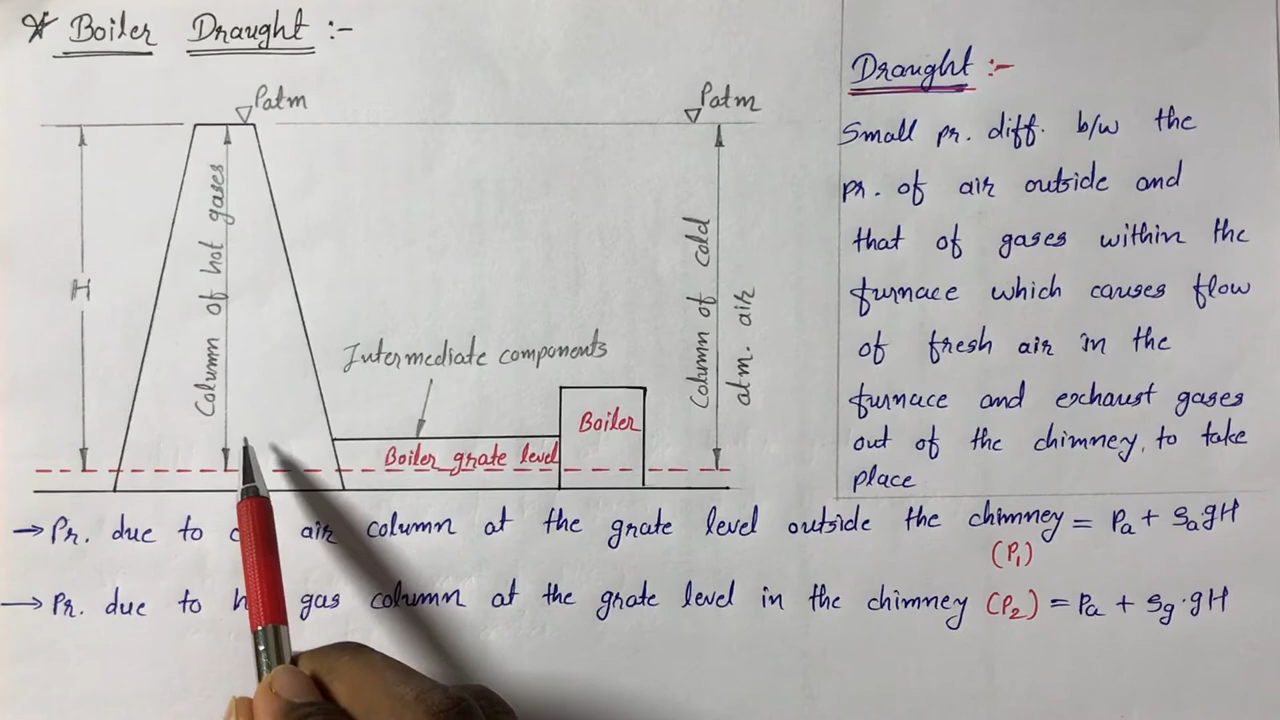 * Boiler Draught :-
Patm
Patm
H
Column of hot gases
Column of cold
atm. air
Intermediate components
Boiler
Boiler grate level
Draught :-
Small pr. diff. b/w the
pr. of air outside and
that of gases within the
furnace which causes flow
of fresh air in the
furnace and exhaust gases
out of the chimney, to take
place
→ Pr. due to air column at the grate level outside the chimney = Pa + ρagH
(P₁)
→ Pr. due to gas column at the grate level in the chimney (P₂) = Pa + ρg·gH